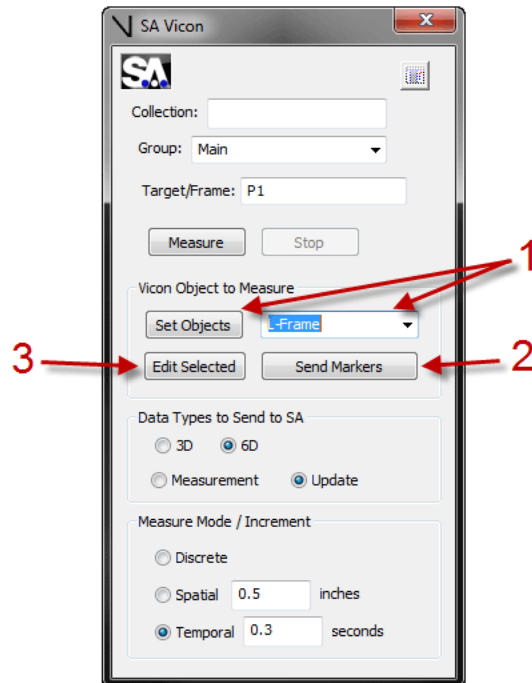 SA Vicon
SA
Collection:
Group: Main
Target/Frame: P1
Measure Stop
1
Vicon Object to Measure
Set Objects L-Frame
3 Edit Selected Send Markers 2
Data Types to Send to SA
3D 6D
Measurement Update
Measure Mode / Increment
Discrete
Spatial 0.5 inches
Temporal 0.3 seconds